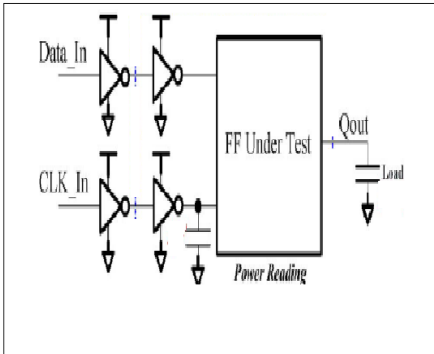 Data_In
FF Under Test
Qout
Load
CLK_In
Power Reading